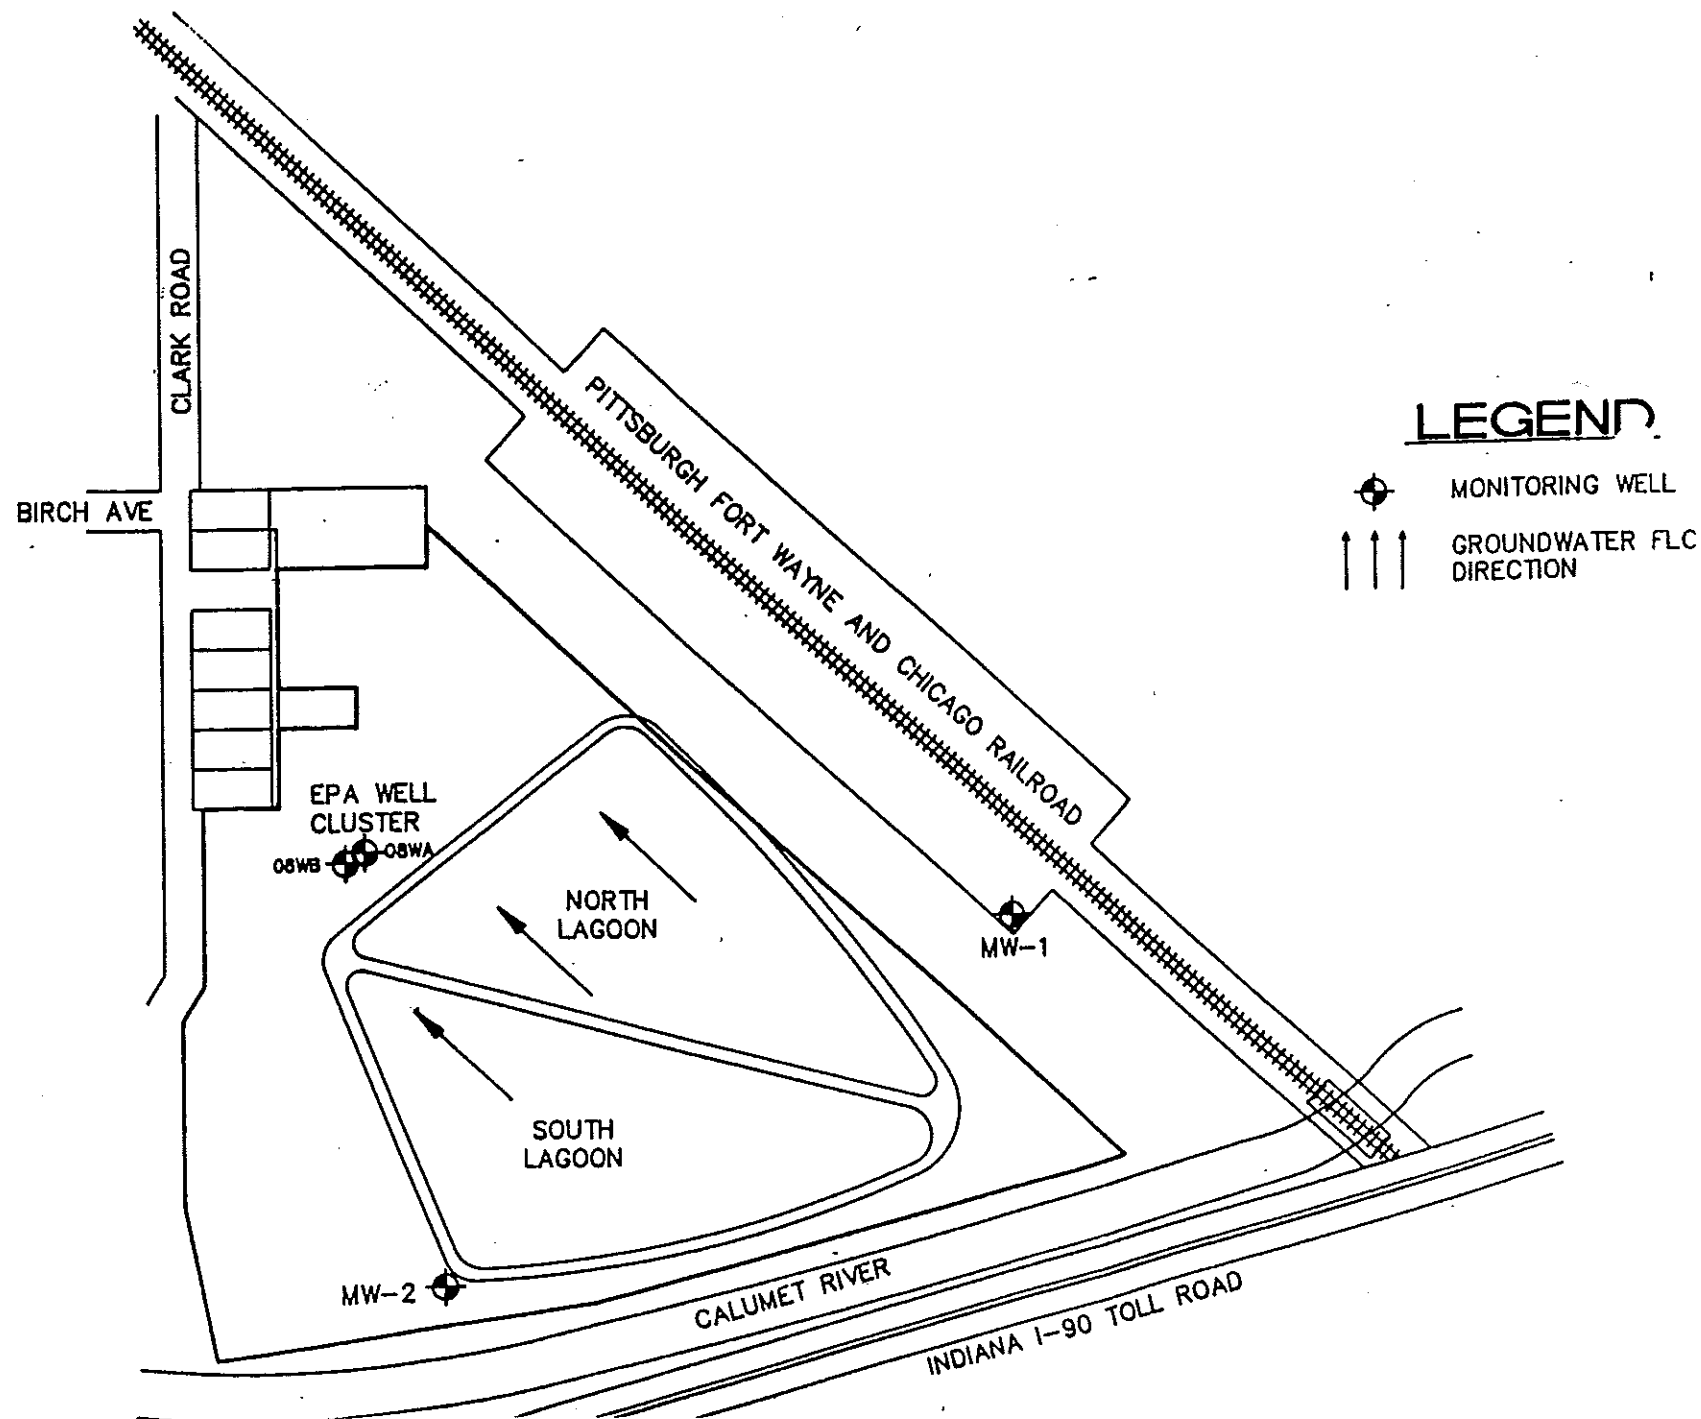 CLARK ROAD
PITTSBURGH FORT WAYNE AND CHICAGO RAILROAD
LEGEND
MONITORING WELL
GROUNDWATER FLO
DIRECTION
BIRCH AVE
EPA WELL
CLUSTER
08WB
08WA
NORTH
LAGOON
MW-1
SOUTH
LAGOON
MW-2
CALUMET RIVER
INDIANA I-90 TOLL ROAD